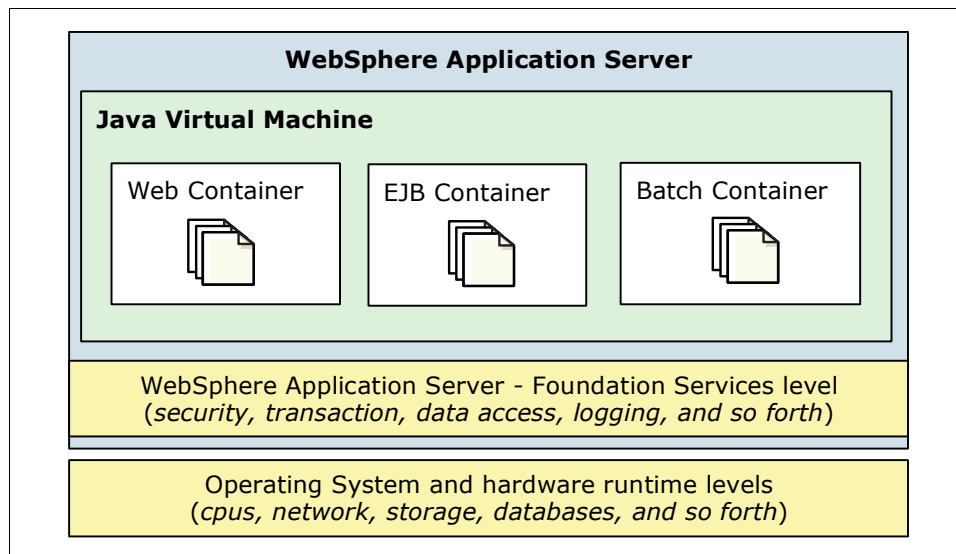 WebSphere Application Server
Java Virtual Machine
Web Container
EJB Container
Batch Container
WebSphere Application Server - Foundation Services level
(security, transaction, data access, logging, and so forth)
Operating System and hardware runtime levels
(cpus, network, storage, databases, and so forth)